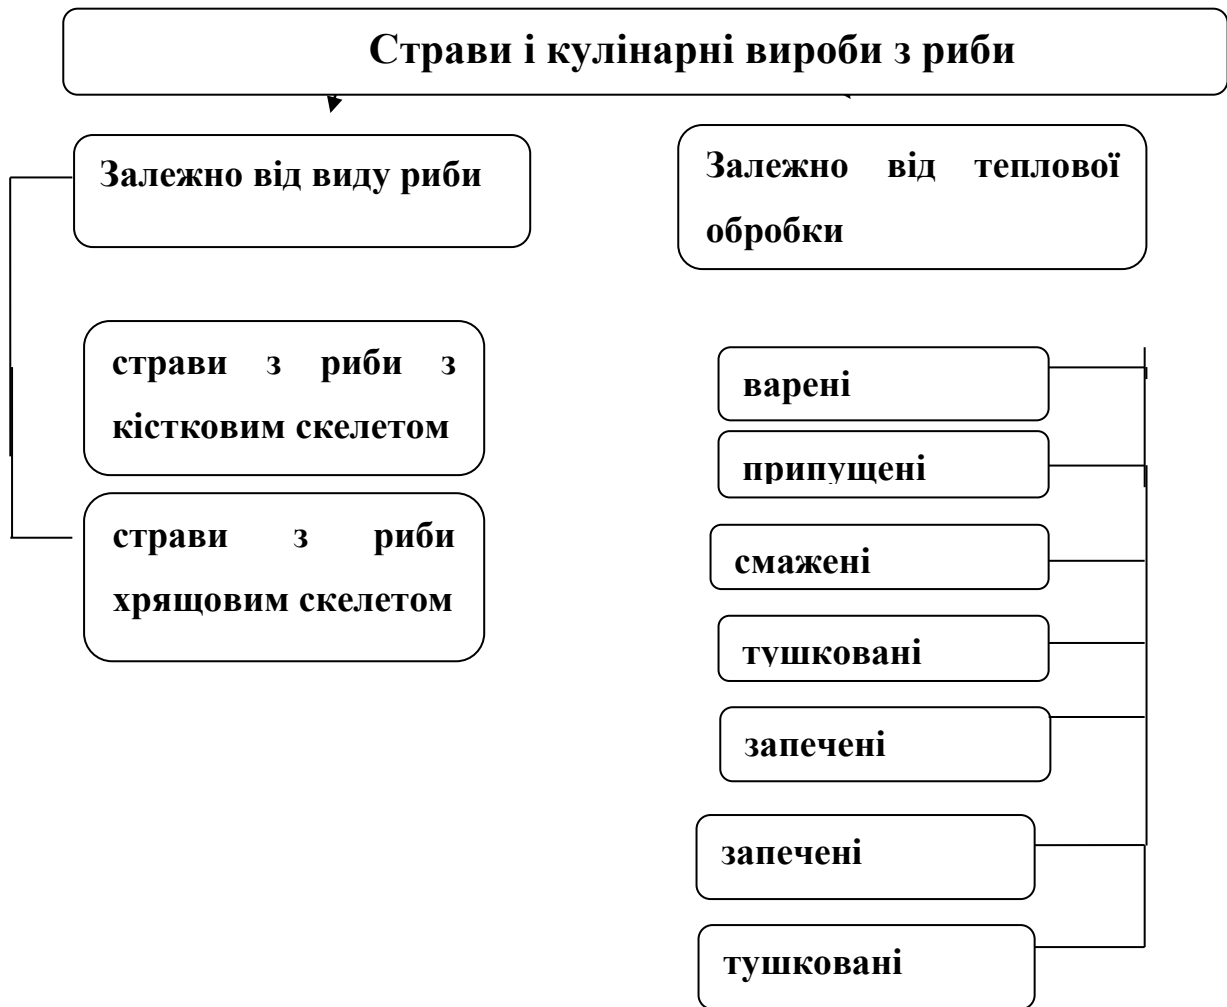 Страви і кулінарні вироби з риби
Залежно від виду риби
Залежно від теплової
обробки
страви з риби з
кістковим скелетом
страви з риби
хрящовим скелетом
варені
припущені
смажені
тушковані
запечені
запечені
тушковані